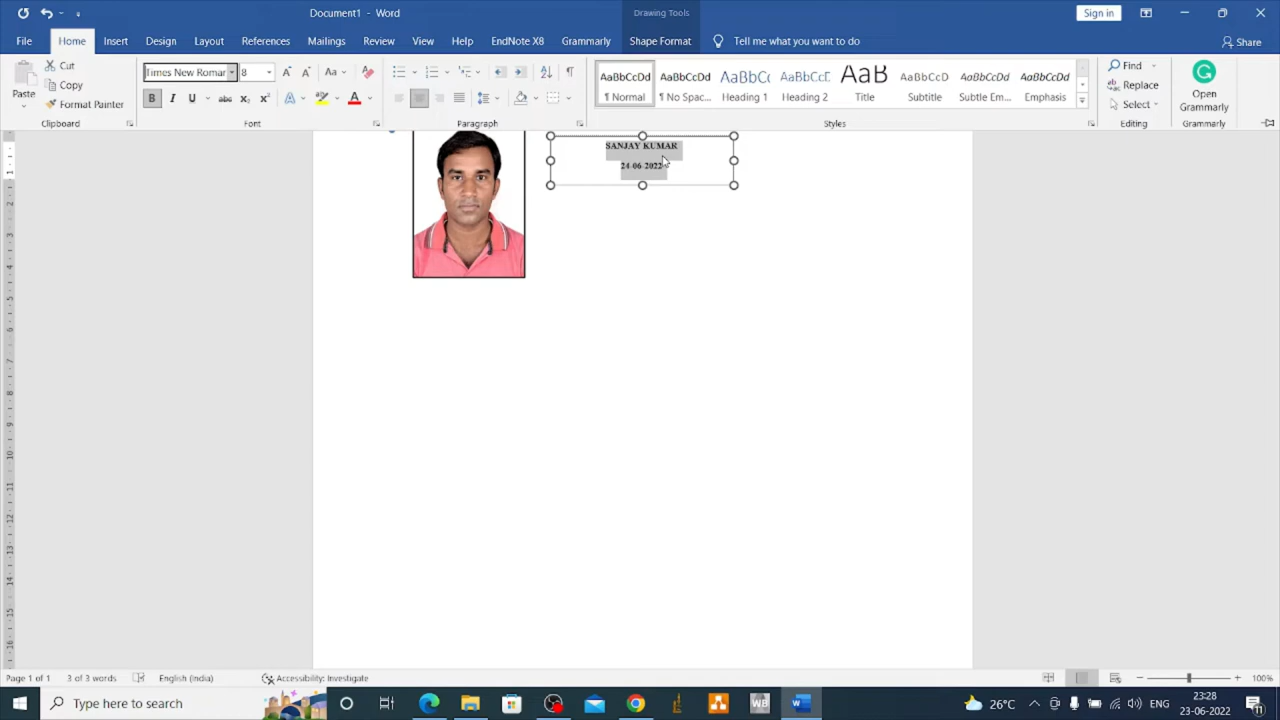 Document1 - Word
Drawing Tools
Sign in
File Home Insert Design Layout References Mailings Review View Help EndNote X8 Grammarly Shape Format Tell me what you want to do Share
Paste
Cut
Copy
Format Painter
Clipboard
Times New Roman 8
Font
Paragraph
AaBbCcDd
¶ Normal
AaBbCcDd
¶ No Spac...
AaBbCc
Heading 1
AaBbCcD
Heading 2
AaB
Title
AaBbCcD
Subtitle
AaBbCcDd
Subtle Em...
AaBbCcDd
Emphasis
Styles
Find
Replace
Select
Editing
Open
Grammarly
Grammarly
SANJAY KUMAR
24-06-2022
Page 1 of 1 3 of 3 words English (India) Accessibility: Investigate 100%
Type here to search
26°C
ENG
23:28
23-06-2022